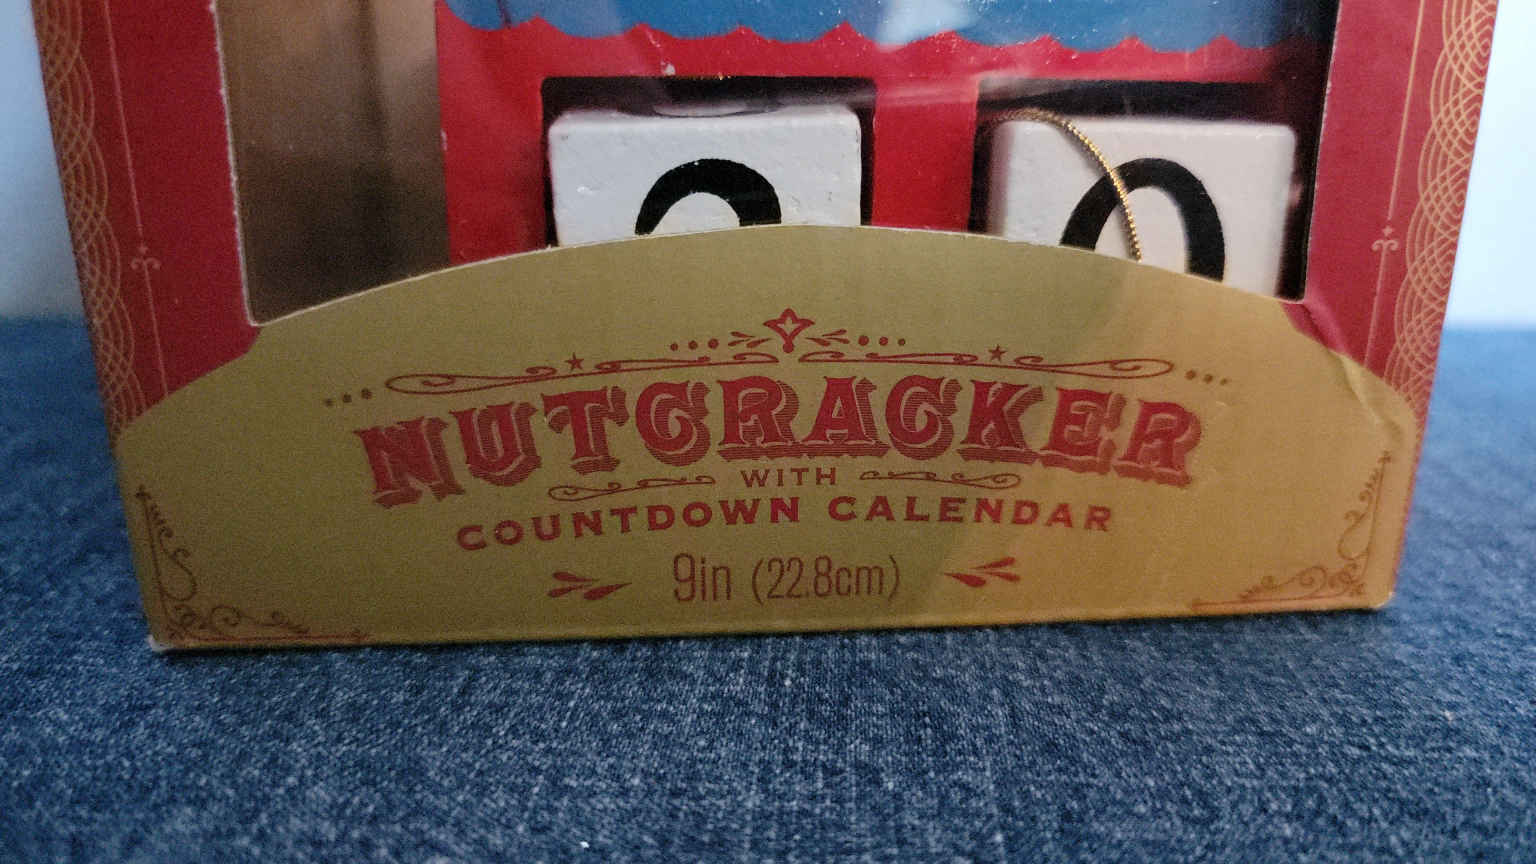 NUTCRACKER
WITH
COUNTDOWN CALENDAR
9in (22.8cm)